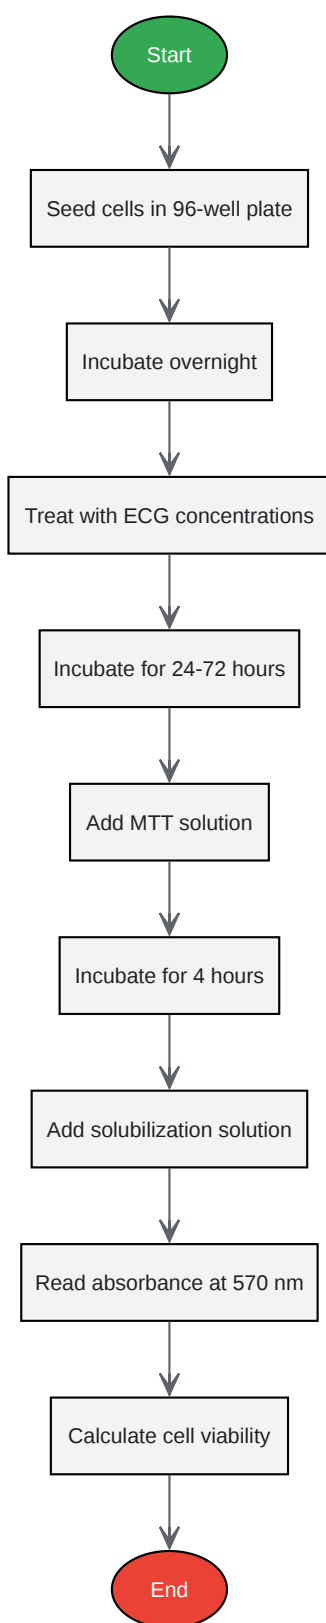 Start
Seed cells in 96-well plate
Incubate overnight
Treat with ECG concentrations
Incubate for 24-72 hours
Add MTT solution
Incubate for 4 hours
Add solubilization solution
Read absorbance at 570 nm
Calculate cell viability
End